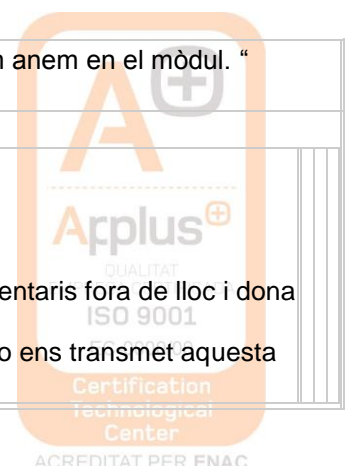 anem en el mòdul. “
A+
Applus+
QUALITAT
entaris fora de lloc i dona
ISO 9001
o ens transmet aquesta
Certification
Technological
Center
ACREDITAT PER ENAC